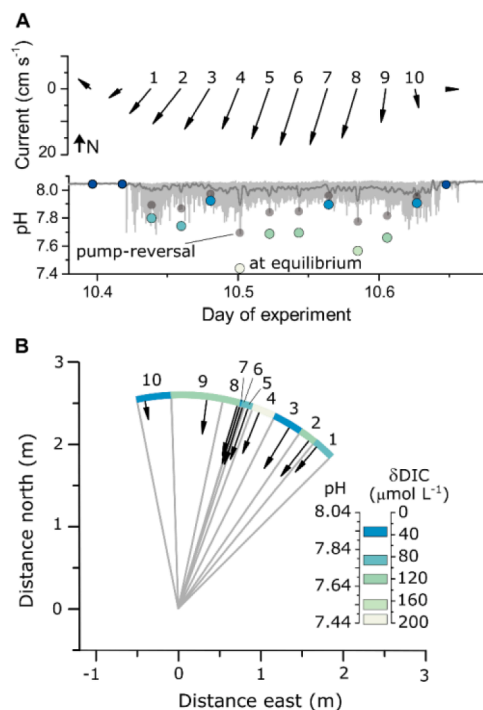 A
Current (cm s⁻¹)
0
20
N
1 2 3 4 5 6 7 8 9 10
pH
8.0
7.8
7.6
7.4
pump-reversal
at equilibrium
10.4 10.5 10.6
Day of experiment
B
Distance north (m)
3
2
1
0
10 9 8 7 6 5 4 3 2 1
pH δDIC
(μmol L⁻¹)
8.04 0
40
7.84 80
7.64 120
160
7.44 200
-1 0 1 2 3
Distance east (m)